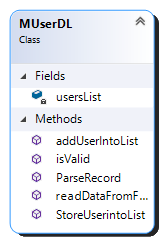 MUserDL
Class
Fields
usersList
Methods
addUserIntoList
isValid
ParseRecord
readDataFromF...
StoreUserintoList